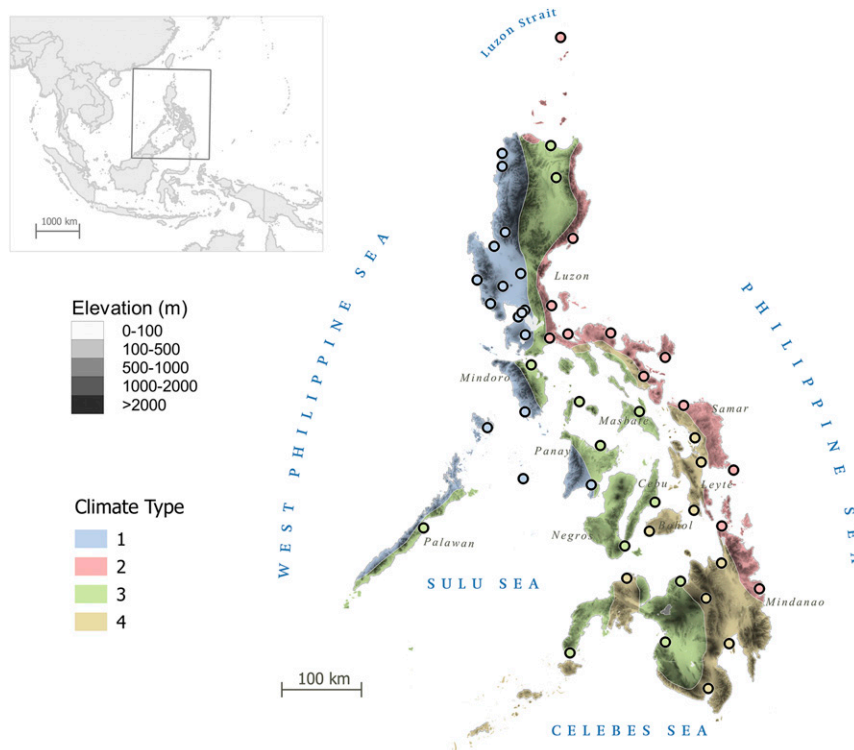 Luzon Strait
1000 km
WEST PHILIPPINE SEA
PHILIPPINE SEA
Elevation (m)
0-100
100-500
500-1000
1000-2000
>2000
Luzon
Mindoro
Masbate
Samar
Panay
Cebu
Leyte
Climate Type
1
2
3
4
Palawan
Negros
Bohol
SULU SEA
Mindanao
100 km
CELEBES SEA